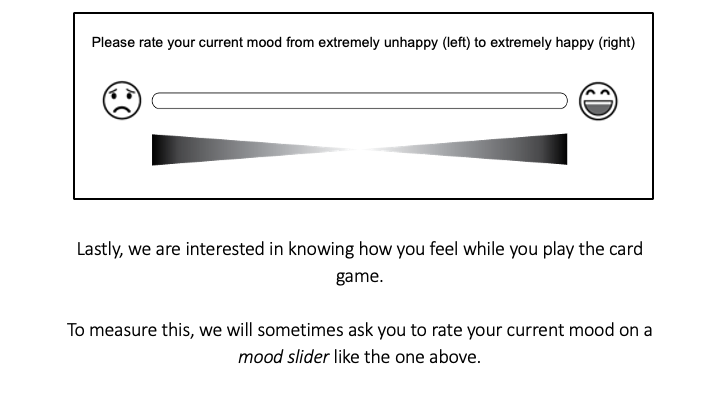 Please rate your current mood from extremely unhappy (left) to extremely happy (right)
Lastly, we are interested in knowing how you feel while you play the card
game.
To measure this, we will sometimes ask you to rate your current mood on a
mood slider like the one above.